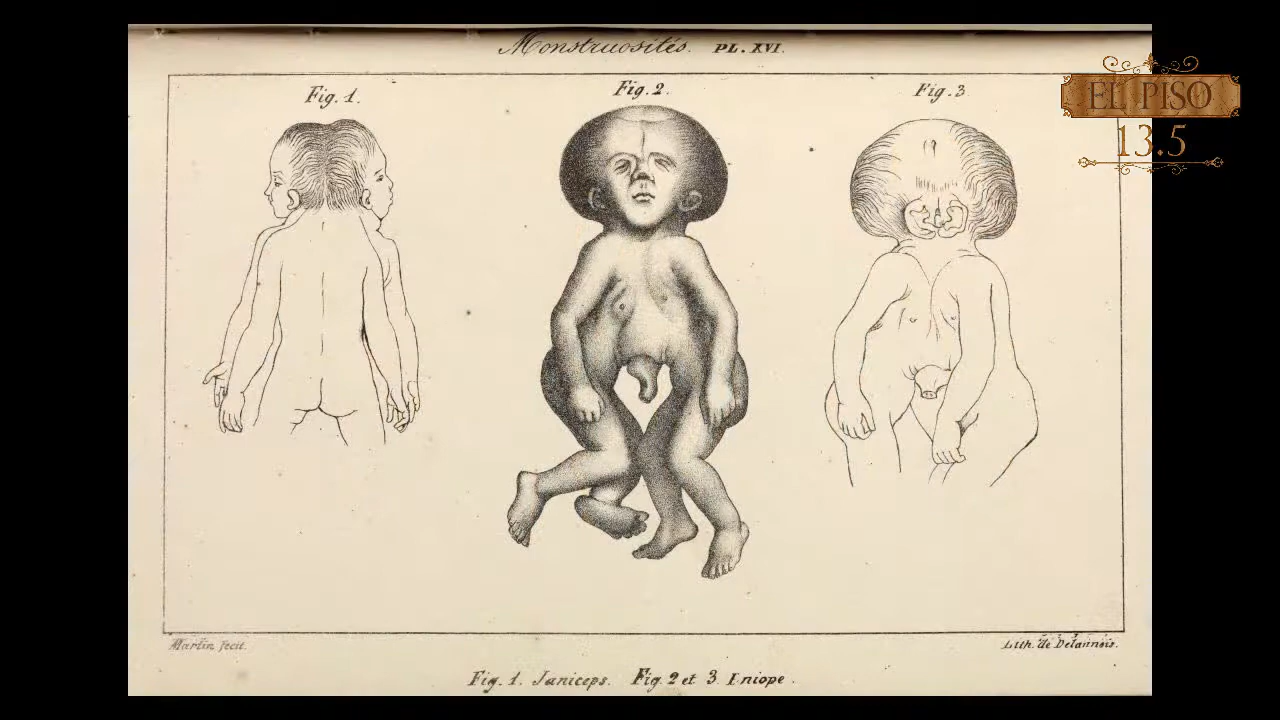 Monstruosités. PL. XVI.
Fig. 1.
Fig. 2.
Fig. 3
EL PISO
13.5
Martin fecit.
Lith. de Delannois.
Fig. 1. Janiceps. Fig. 2 et 3 Iniope.